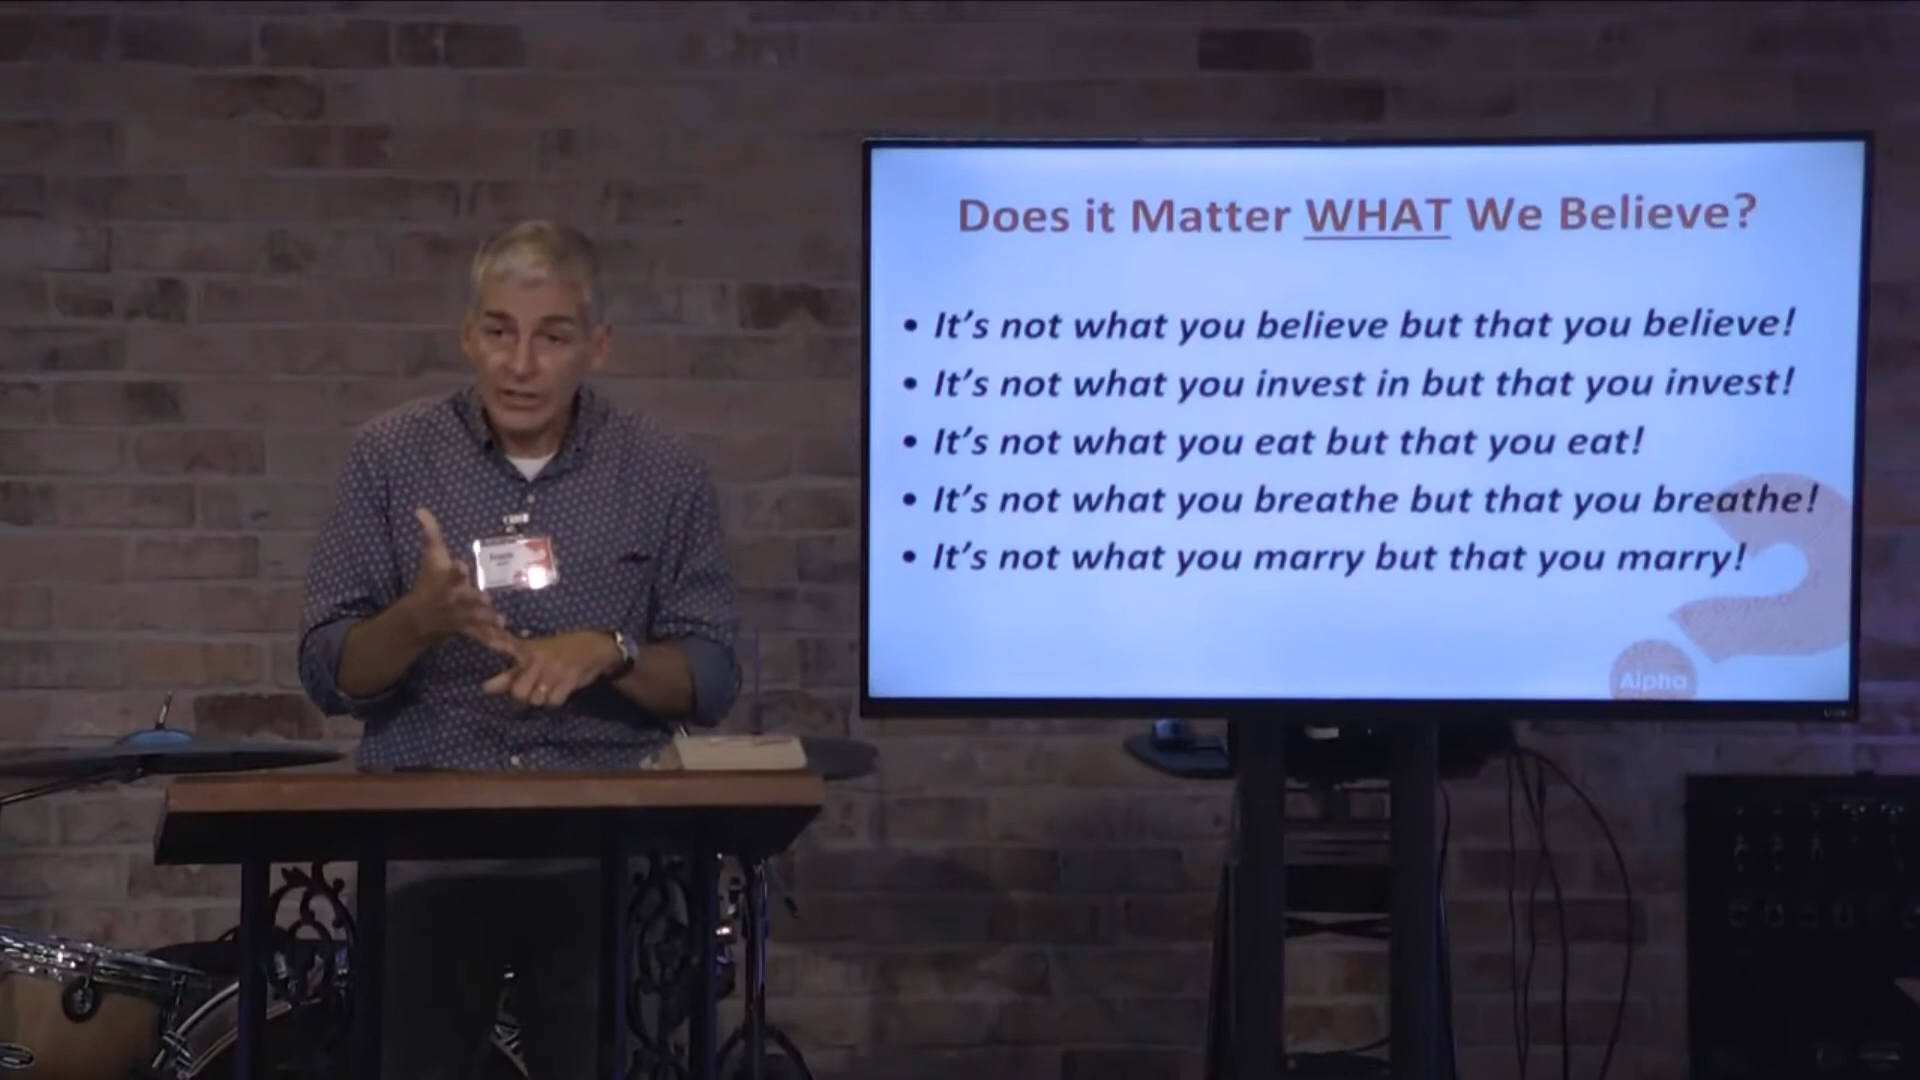 Does it Matter WHAT We Believe?
• It's not what you believe but that you believe!
• It's not what you invest in but that you invest!
• It's not what you eat but that you eat!
• It's not what you breathe but that you breathe!
• It's not what you marry but that you marry!
Alpha